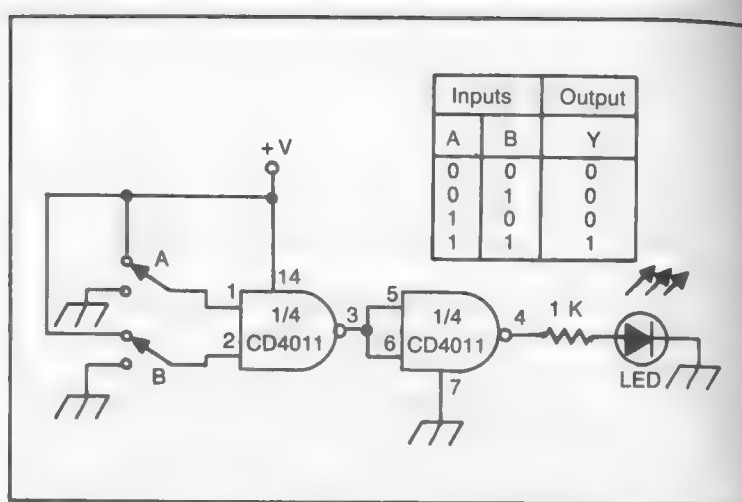 Inputs Output
A B Y
0 0 0
0 1 0
1 0 0
1 1 1
+ V
A
14
1 1/4 3 5 1/4 4 1 K
2 CD4011 6 CD4011
B
7
LED